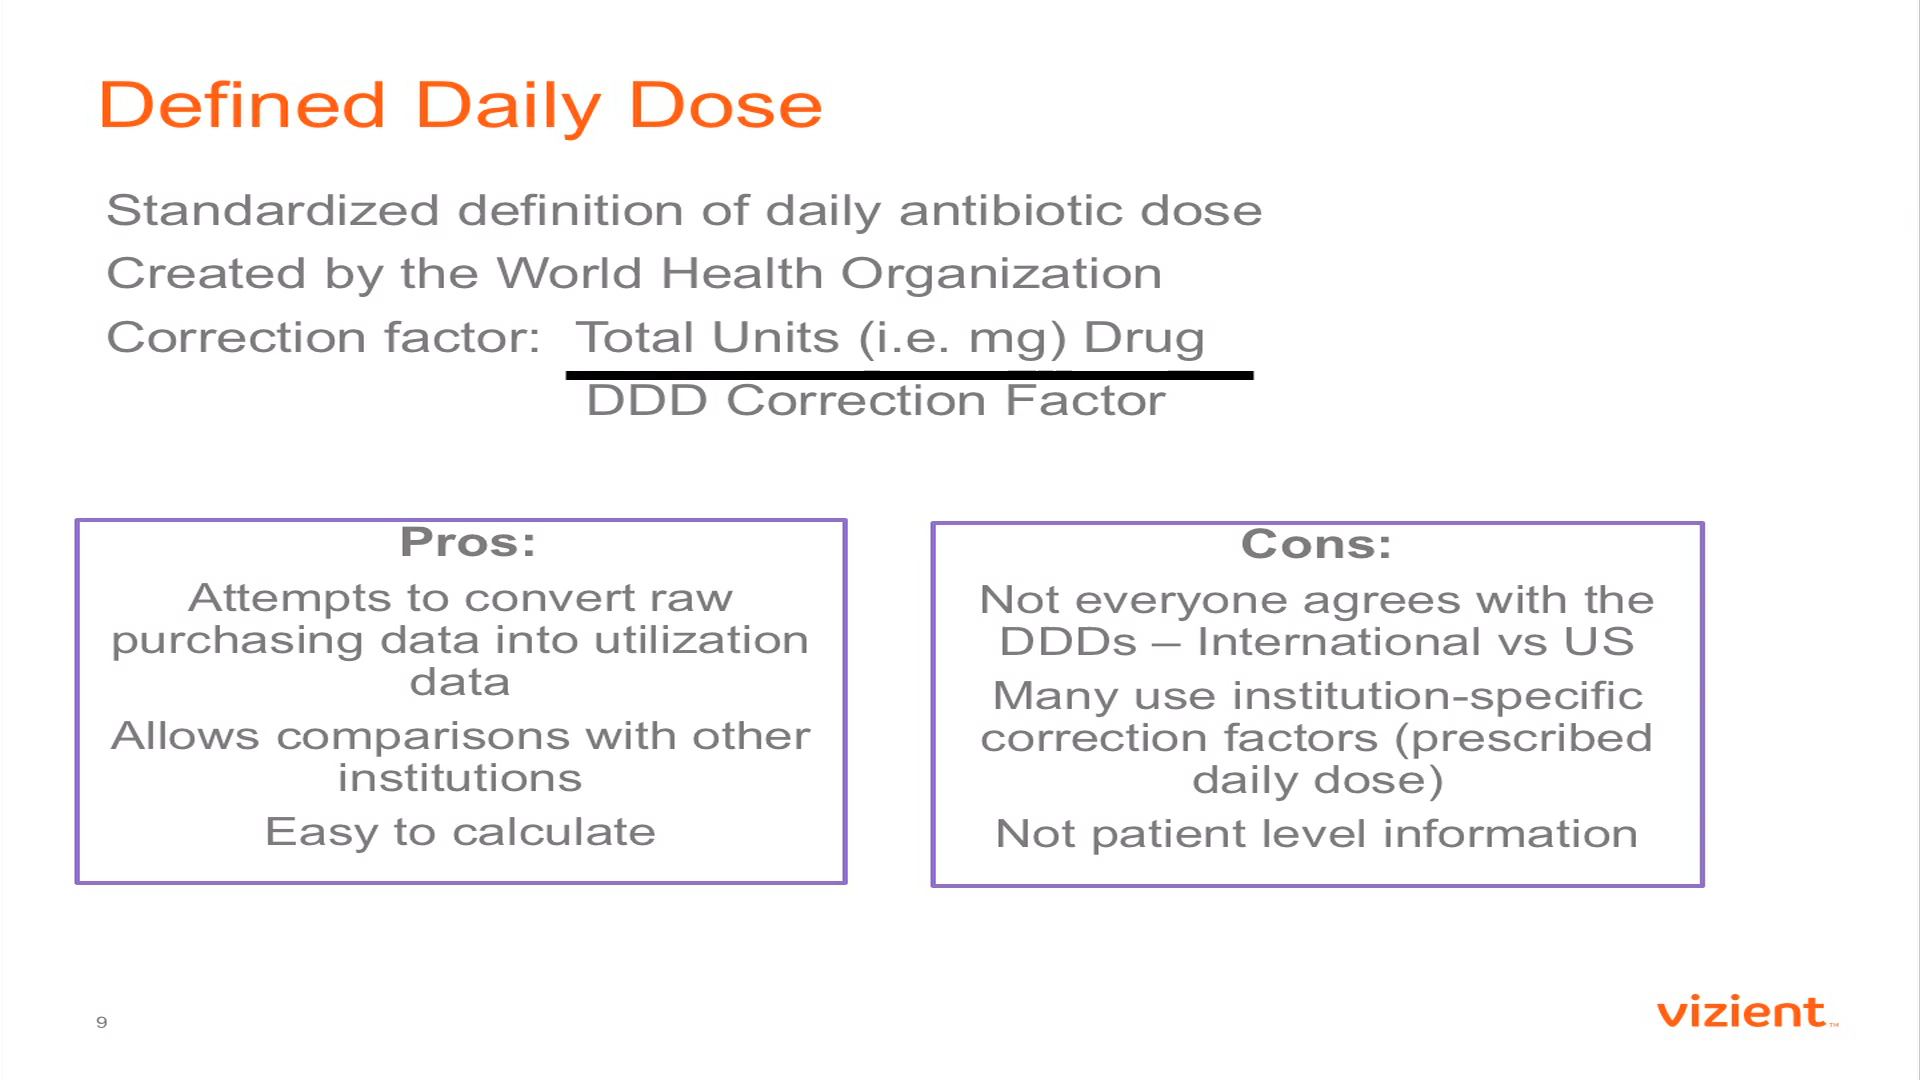 Defined Daily Dose
Standardized definition of daily antibiotic dose
Created by the World Health Organization
Correction factor: Total Units (i.e. mg) Drug
DDD Correction Factor
Pros:
Attempts to convert raw
purchasing data into utilization
data
Allows comparisons with other
institutions
Easy to calculate
Cons:
Not everyone agrees with the
DDDs – International vs US
Many use institution-specific
correction factors (prescribed
daily dose)
Not patient level information
9
vizient™